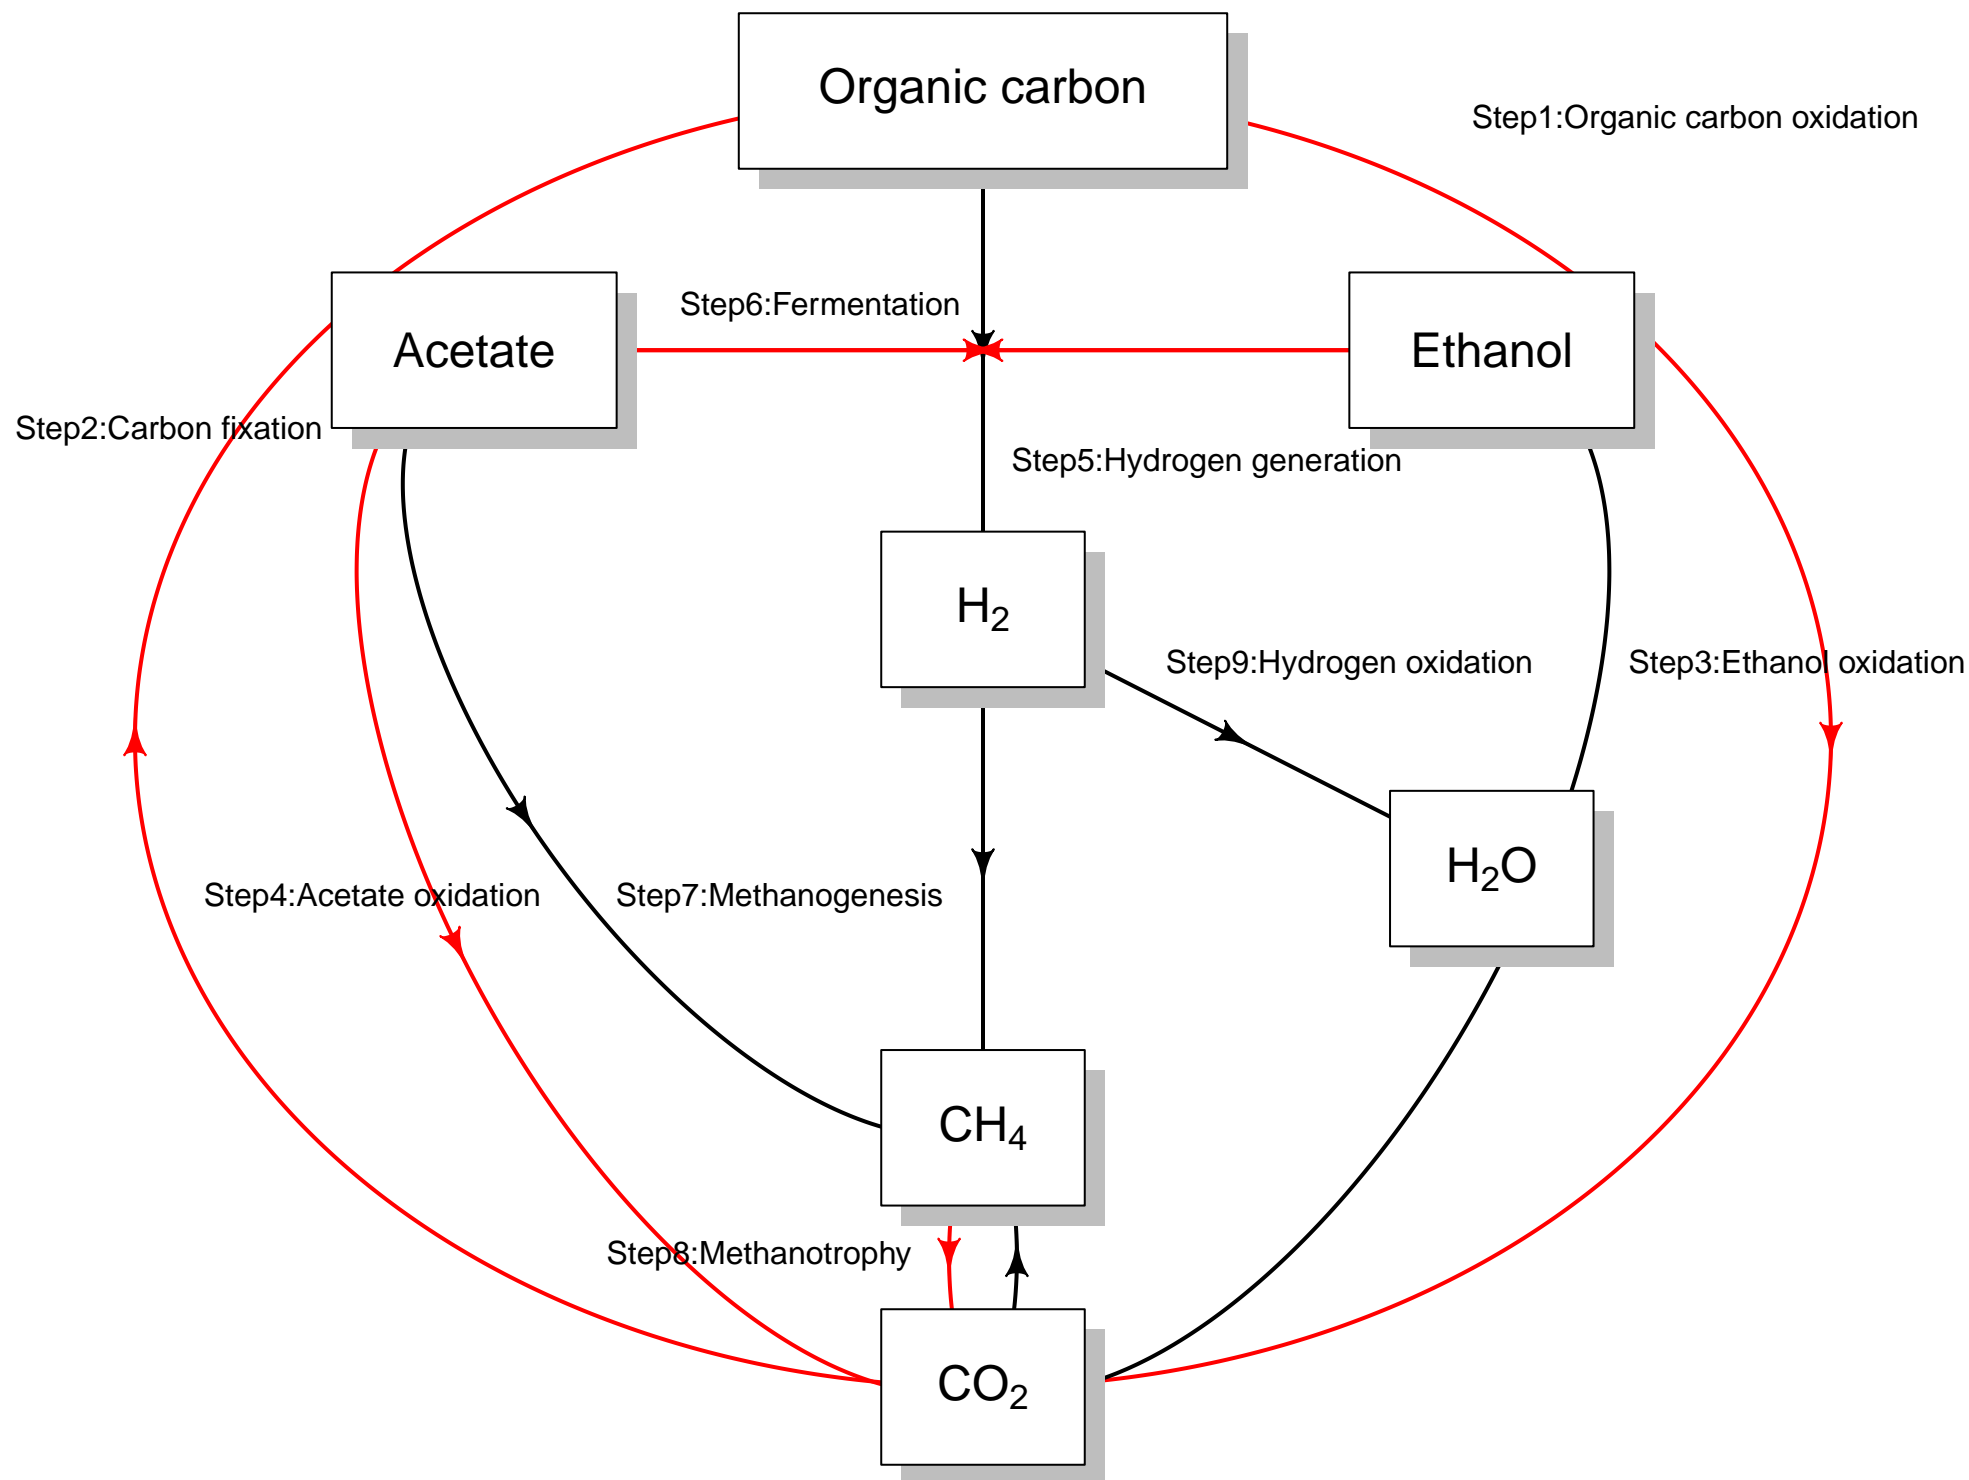 Organic carbon
Step1:Organic carbon oxidation
Step6:Fermentation
Acetate
Ethanol
Step2:Carbon fixation
Step5:Hydrogen generation
H₂
Step9:Hydrogen oxidation
Step3:Ethanol oxidation
H₂O
Step4:Acetate oxidation
Step7:Methanogenesis
CH₄
Step8:Methanotrophy
CO₂